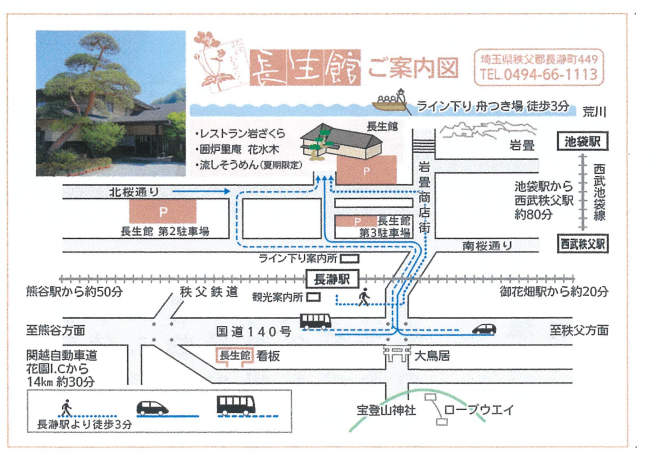 長生館 ご案内図
埼玉県秩父郡長瀞町449
TEL.0494-66-1113
ライン下り 舟つき場 徒歩3分
荒川
・レストラン岩ざくら
・囲炉里庵 花水木
・流しそうめん(夏期限定)
長生館
P
岩畳
池袋駅
西武池袋線
池袋駅から
西武秩父駅
約80分
西武秩父駅
北桜通り
P
長生館 第2駐車場
P
長生館
第3駐車場
岩畳商店街
南桜通り
ライン下り案内所
長瀞駅
熊谷駅から約50分
秩父鉄道
観光案内所
御花畑駅から約20分
至熊谷方面
国道140号
至秩父方面
関越自動車道
花園I.Cから
14km 約30分
長生館 看板
大鳥居
宝登山神社
ロープウエイ
長瀞駅より徒歩3分